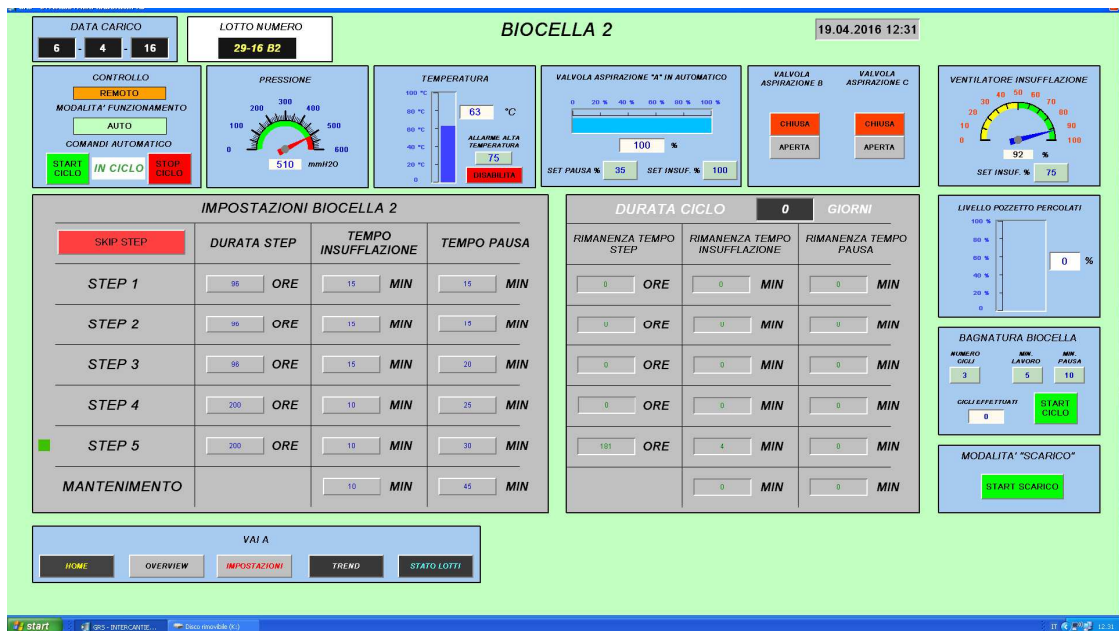 BIOCELLA 2
19.04.2016 12:31
DATA CARICO
6 - 4 - 16
LOTTO NUMERO
29-16 B2
CONTROLLO
REMOTO
MODALITA' FUNZIONAMENTO
AUTO
COMANDI AUTOMATICO
START CICLO
IN CICLO
STOP CICLO
PRESSIONE
0 100 200 300 400 500 600
510 mmH2O
TEMPERATURA
100 °C
80 °C
60 °C
40 °C
20 °C
0
63 °C
ALLARME ALTA
TEMPERATURA
75
DISABILITA
VALVOLA ASPIRAZIONE "A" IN AUTOMATICO
0 20 % 40 % 60 % 80 % 100 %
100 %
SET PAUSA % 35 SET INSUF. % 100
VALVOLA
ASPIRAZIONE B
CHIUSA
APERTA
VALVOLA
ASPIRAZIONE C
CHIUSA
APERTA
VENTILATORE INSUFFLAZIONE
0 10 20 30 40 50 60 70 80 90 100
92 %
SET INSUF. % 75
IMPOSTAZIONI BIOCELLA 2
SKIP STEP
DURATA STEP
TEMPO
INSUFFLAZIONE
TEMPO PAUSA
STEP 1 96 ORE 15 MIN 15 MIN
STEP 2 96 ORE 15 MIN 15 MIN
STEP 3 96 ORE 15 MIN 20 MIN
STEP 4 200 ORE 10 MIN 25 MIN
STEP 5 200 ORE 10 MIN 30 MIN
MANTENIMENTO 10 MIN 45 MIN
DURATA CICLO 0 GIORNI
RIMANENZA TEMPO
STEP
RIMANENZA TEMPO
INSUFFLAZIONE
RIMANENZA TEMPO
PAUSA
0 ORE 0 MIN 0 MIN
0 ORE 0 MIN 0 MIN
0 ORE 0 MIN 0 MIN
0 ORE 0 MIN 0 MIN
181 ORE 4 MIN 0 MIN
0 MIN 0 MIN
LIVELLO POZZETTO PERCOLATI
100 %
80 %
60 %
40 %
20 %
0
0 %
BAGNATURA BIOCELLA
NUMERO
CICLI
3
MIN.
LAVORO
5
MIN.
PAUSA
10
CICLI EFFETTUATI
0
START
CICLO
MODALITA' "SCARICO"
START SCARICO
VAI A
HOME OVERVIEW IMPOSTAZIONI TREND STATO LOTTI
start GRS - INTERCANTIE... Disco rimovibile (K:) IT 12:31